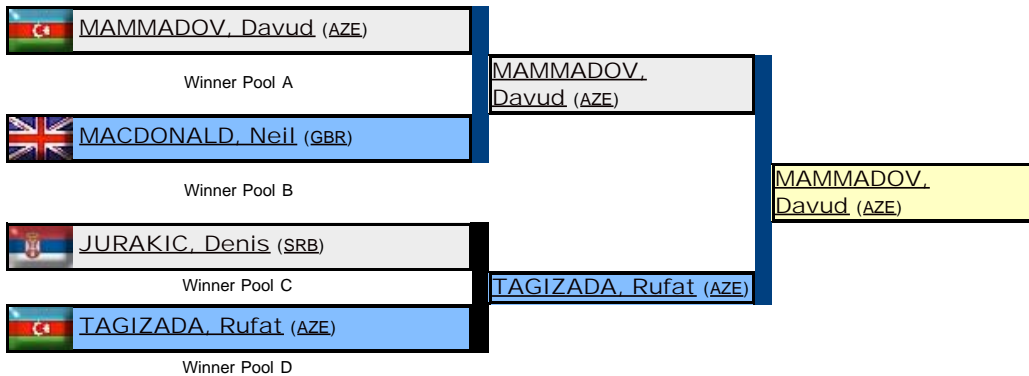 MAMMADOV, Davud (AZE)
Winner Pool A
MACDONALD, Neil (GBR)
Winner Pool B
JURAKIC, Denis (SRB)
Winner Pool C
TAGIZADA, Rufat (AZE)
Winner Pool D
MAMMADOV,
Davud (AZE)
TAGIZADA, Rufat (AZE)
MAMMADOV,
Davud (AZE)